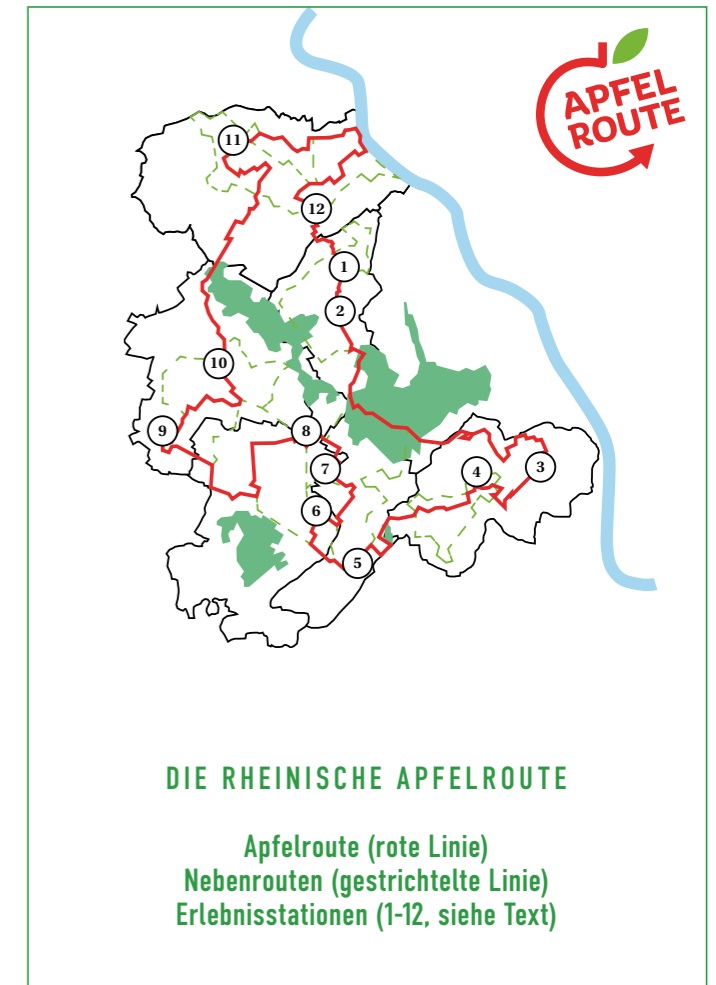 APFEL
ROUTE
11
12
1
2
10
9
8
7
4
3
6
5
DIE RHEINISCHE APFELROUTE
Apfelroute (rote Linie)
Nebenrouten (gestrichtelte Linie)
Erlebnisstationen (1-12, siehe Text)